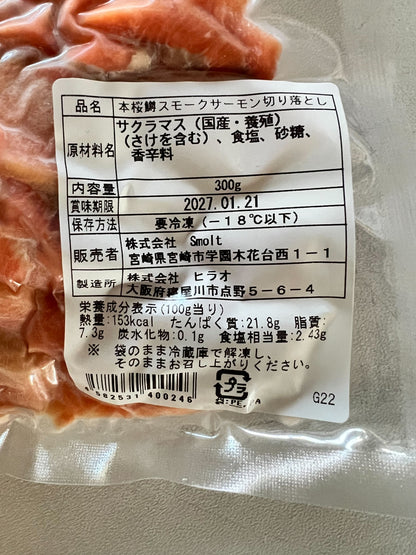 品名 本桜鱒スモークサーモン切り落とし
原材料名 サクラマス（国産・養殖）
（さけを含む）、食塩、砂糖、
香辛料
内容量 300g
賞味期限 2027.01.21
保存方法 要冷凍（－18℃以下）
販売者 株式会社 Smolt
宮崎県宮崎市学園木花台西１－１
製造所 株式会社 ヒラオ
大阪府寝屋川市点野５－６－４
栄養成分表示(100g当り)
熱量:153kcal たんぱく質:21.8g 脂質:
7.3g 炭水化物:0.1g 食塩相当量:2.43g
※ 袋のまま冷蔵庫で解凍し、
そのままお召し上がりください。
4 582531 400246
プラ
袋:PE,PA
G22